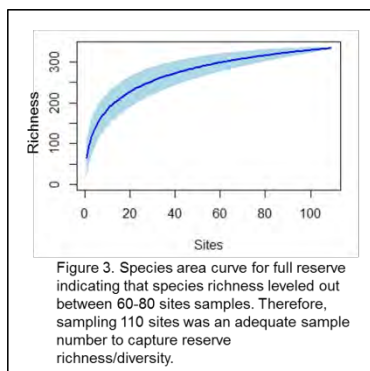 300
200
100
0
Richness
0 20 40 60 80 100
Sites
Figure 3. Species area curve for full reserve
indicating that species richness leveled out
between 60-80 sites samples. Therefore,
sampling 110 sites was an adequate sample
number to capture reserve
richness/diversity.